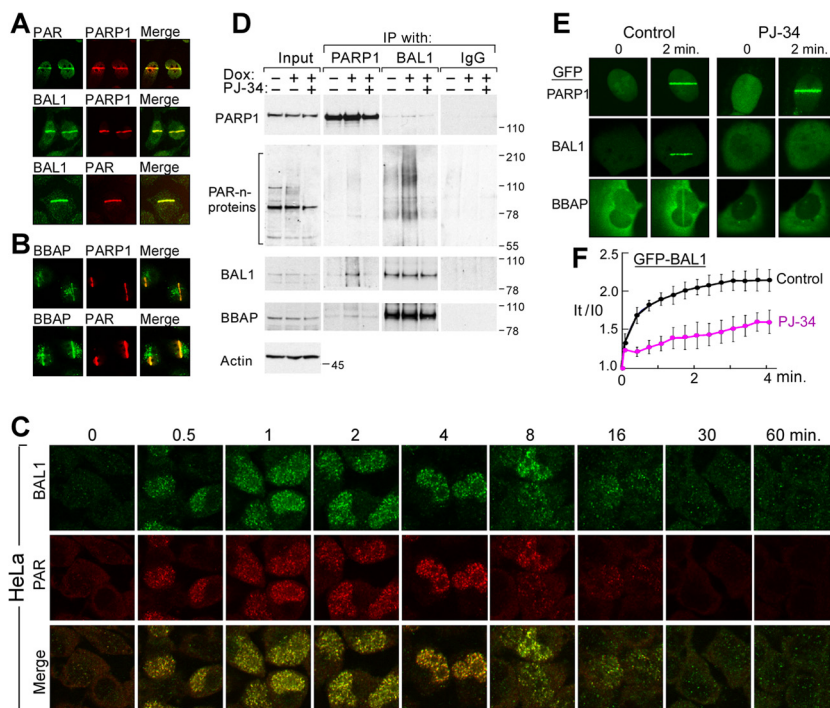 A
PAR PARP1 Merge
BAL1 PARP1 Merge
BAL1 PAR Merge
B
BBAP PARP1 Merge
BBAP PAR Merge
D
IP with:
Input PARP1 BAL1 IgG
Dox: – + + – + + – + + – + +
PJ-34: – – + – – + – – + – – +
PARP1
110
210
PAR-n-
proteins
110
78
55
BAL1
110
78
BBAP
110
78
Actin
45
E
Control PJ-34
0 2 min. 0 2 min.
GFP
PARP1
BAL1
BBAP
F
GFP-BAL1
2.5
Control
It/I0
2.0
PJ-34
1.5
1.0
0 2 4 min.
C
0 0.5 1 2 4 8 16 30 60 min.
HeLa
BAL1
PAR
Merge